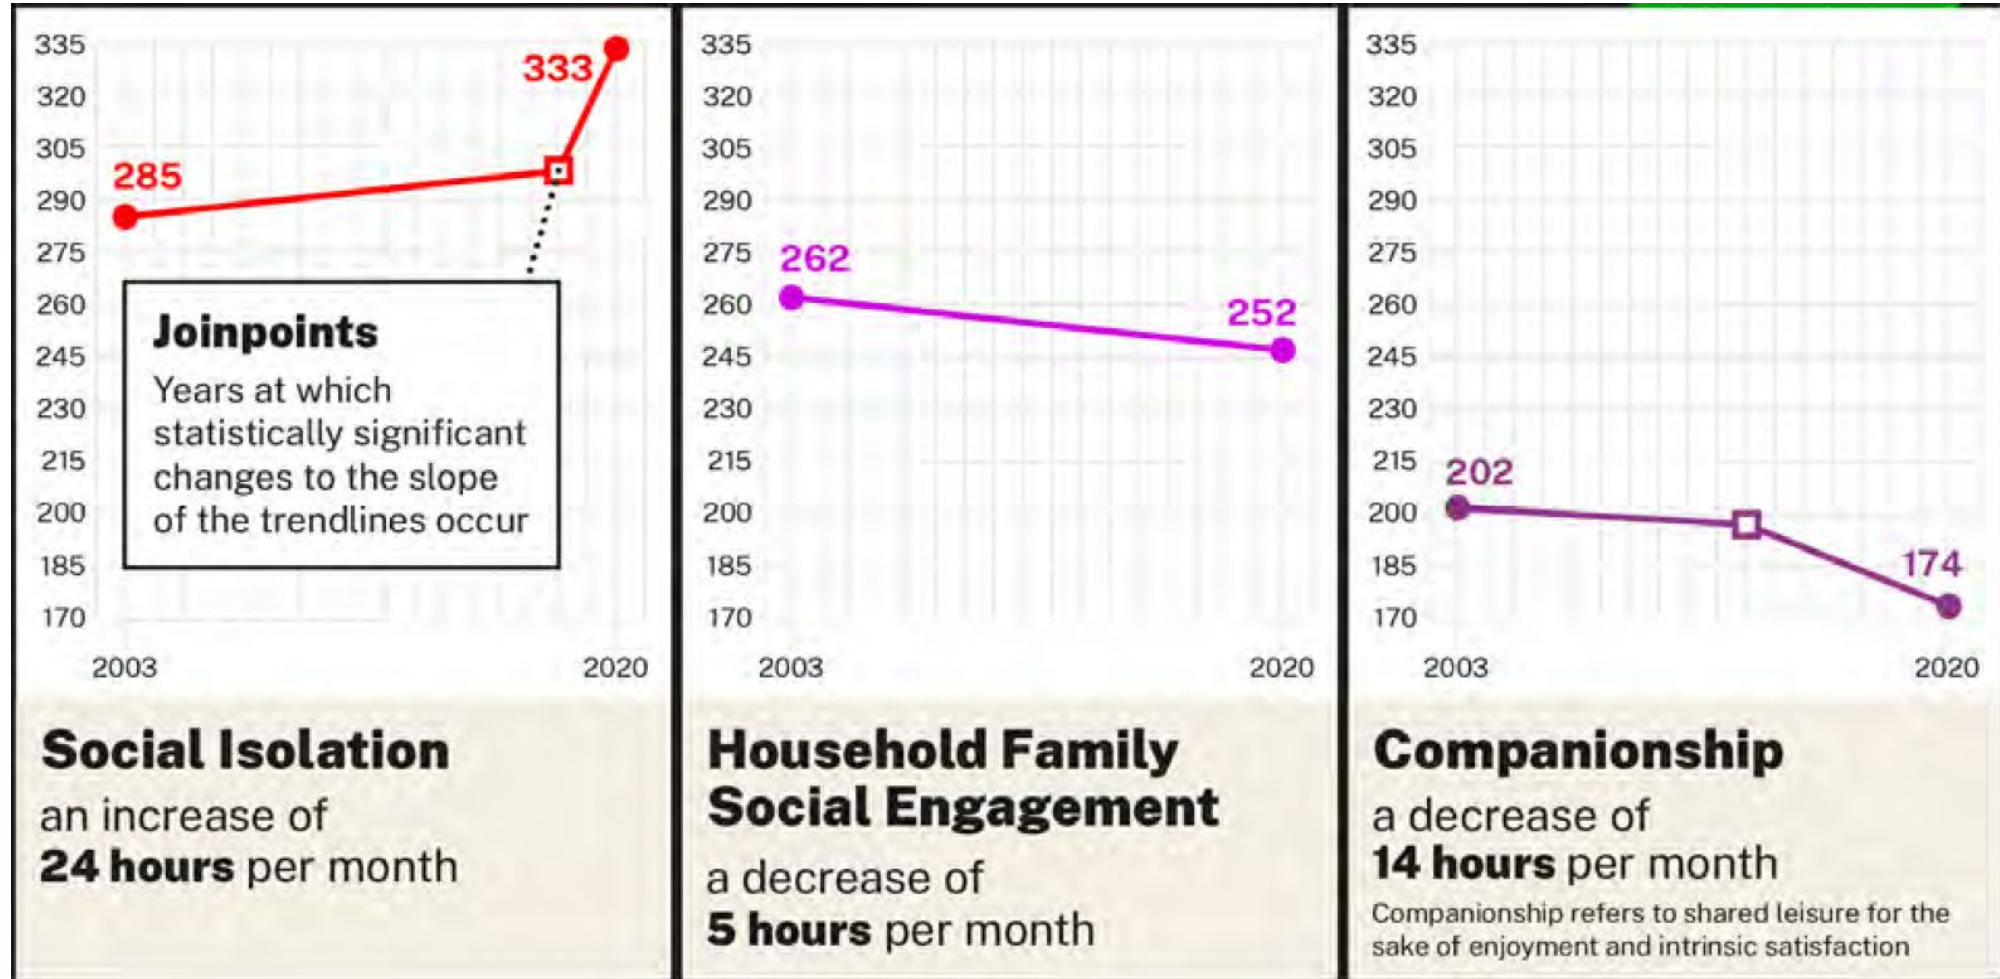 335
320
305
290
275
260
245
230
215
200
185
170
285
333
Joinpoints
Years at which
statistically significant
changes to the slope
of the trendlines occur
2003
2020
Social Isolation
an increase of
24 hours per month
335
320
305
290
275
260
245
230
215
200
185
170
262
252
2003
2020
Household Family
Social Engagement
a decrease of
5 hours per month
335
320
305
290
275
260
245
230
215
200
185
170
202
174
2003
2020
Companionship
a decrease of
14 hours per month
Companionship refers to shared leisure for the
sake of enjoyment and intrinsic satisfaction